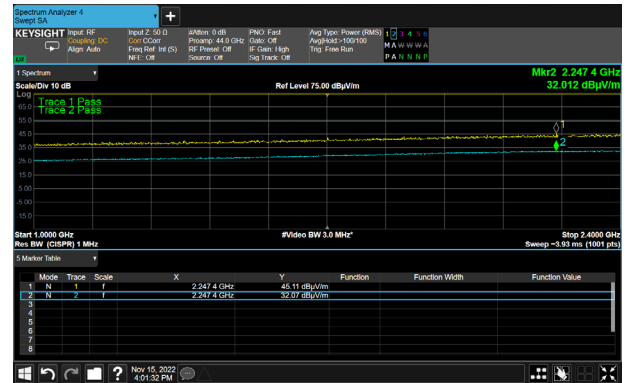 Spectrum Analyzer 4
Swept SA
KEYSIGHT Input: RF Input Z: 50 Ω #Atten: 0 dB PNO: Fast Avg Type: Power (RMS) 1 2 3 4 5 6
Coupling: DC Corr CCorr Preamp: 44.0 GHz Gate: Off Avg|Hold:>100/100 M A W W W A
Align: Auto Freq Ref: Int (S) RF Presel: Off IF Gain: High Trig: Free Run P A N N N P
NFE: Off Source: Off Sig Track: Off
LXI
1 Spectrum Mkr2 2.247 4 GHz
Scale/Div 10 dB Ref Level 75.00 dBµV/m 32.012 dBµV/m
Log
Trace 1 Pass
65.0
Trace 2 Pass
55.0
1
45.0
2
35.0
25.0
15.0
5.00
-5.00
-15.0
Start 1.0000 GHz #Video BW 3.0 MHz* Stop 2.4000 GHz
Res BW (CISPR) 1 MHz Sweep ~3.93 ms (1001 pts)
5 Marker Table
Mode Trace Scale X Y Function Function Width Function Value
1 N 1 f 2.247 4 GHz 45.11 dBµV/m
2 N 2 f 2.247 4 GHz 32.07 dBµV/m
3
4
5
6
7
8
? Nov 15, 2022
4:01:32 PM